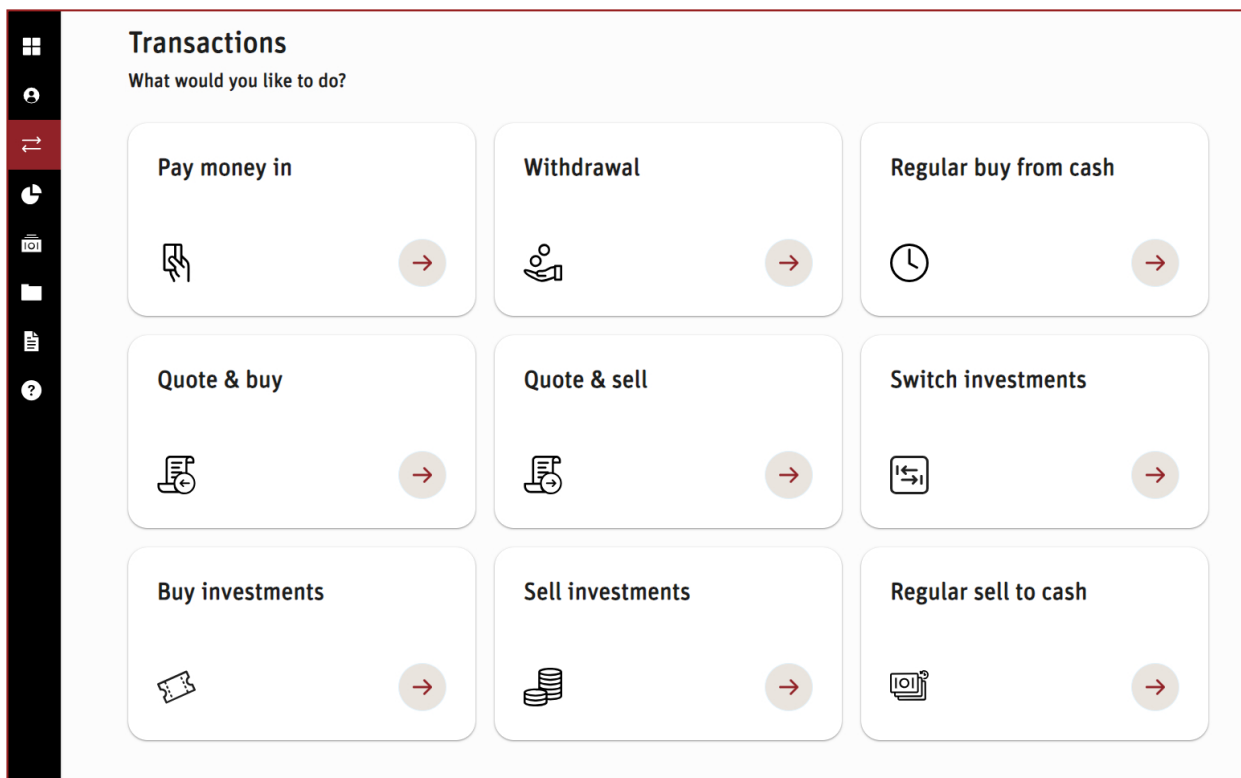 Transactions
What would you like to do?
Pay money in
Withdrawal
Regular buy from cash
Quote & buy
Quote & sell
Switch investments
Buy investments
Sell investments
Regular sell to cash